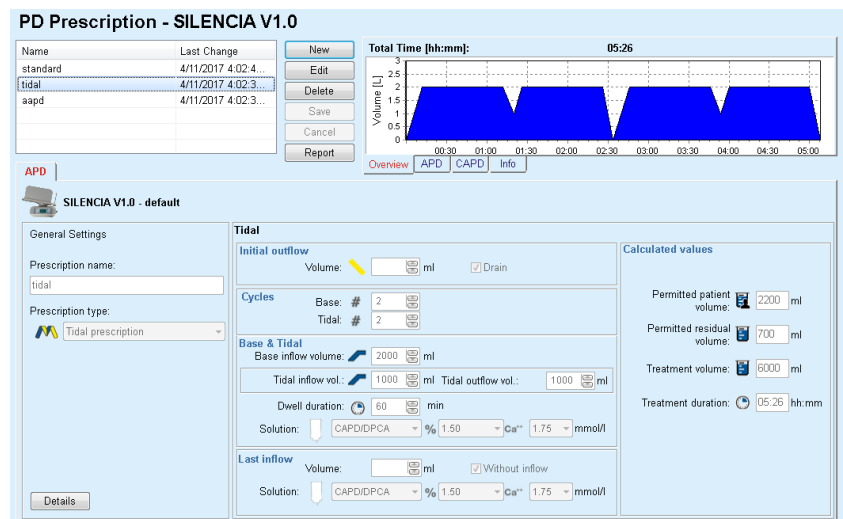 PD Prescription - SILENCIA V1.0
Name Last Change
standard 4/11/2017 4:02:4...
tidal 4/11/2017 4:02:3...
aapd 4/11/2017 4:02:3...
New
Edit
Delete
Save
Cancel
Report
Total Time [hh:mm]: 05:26
Volume [L]
3
2.5
2
1.5
1
0.5
0
00:30 01:00 01:30 02:00 02:30 03:00 03:30 04:00 04:30 05:00
Overview APD CAPD Info
APD
SILENCIA V1.0 - default
General Settings
Prescription name:
tidal
Prescription type:
Tidal prescription
Details
Tidal
Initial outflow
Volume: ml Drain
Cycles Base: # 2
Tidal: # 2
Base & Tidal
Base inflow volume: 2000 ml
Tidal inflow vol.: 1000 ml Tidal outflow vol.: 1000 ml
Dwell duration: 60 min
Solution: CAPD/DPCA % 1.50 Ca++ 1.75 mmol/l
Last inflow
Volume: ml Without inflow
Solution: CAPD/DPCA % 1.50 Ca++ 1.75 mmol/l
Calculated values
Permitted patient
volume: 2200 ml
Permitted residual
volume: 700 ml
Treatment volume: 6000 ml
Treatment duration: 05:26 hh:mm